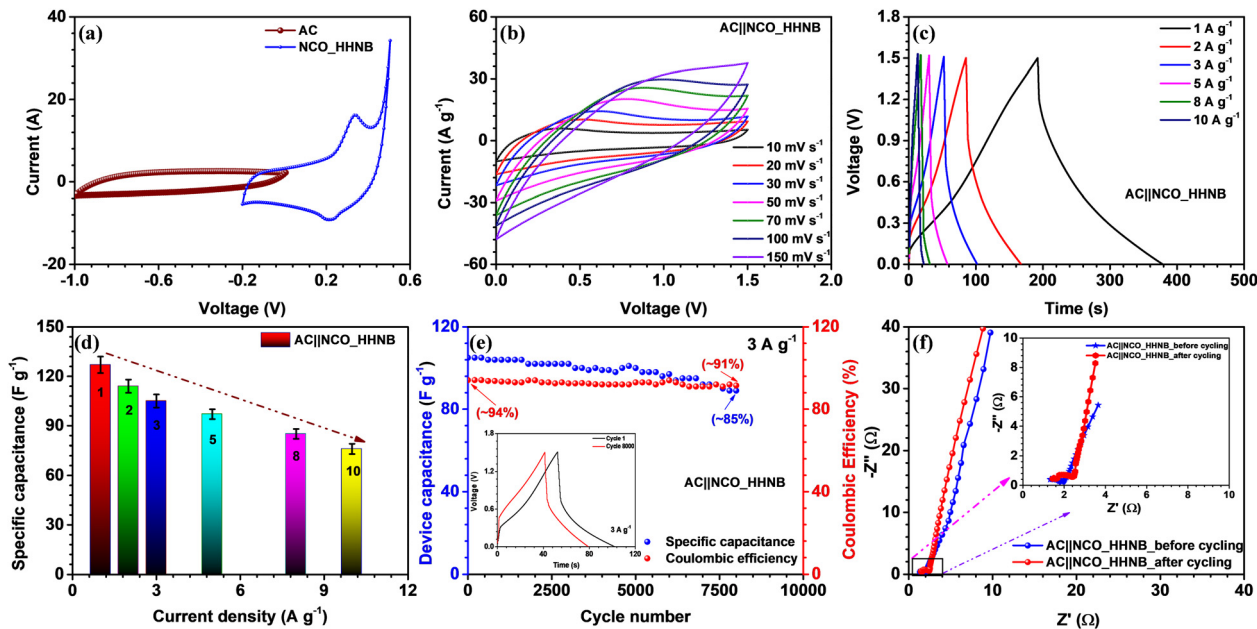 (a)
AC
NCO_HHNB
Current (A)
40
20
0
-20
-1.0
-0.6
-0.2
0.2
0.6
Voltage (V)
(b)
AC||NCO_HHNB
Current (A g-1)
60
30
0
-30
-60
10 mV s-1
20 mV s-1
30 mV s-1
50 mV s-1
70 mV s-1
100 mV s-1
150 mV s-1
0.0
0.5
1.0
1.5
2.0
Voltage (V)
(c)
1 A g-1
2 A g-1
3 A g-1
5 A g-1
8 A g-1
10 A g-1
AC||NCO_HHNB
Voltage (V)
1.8
1.5
1.2
0.9
0.6
0.3
0.0
0
100
200
300
400
500
Time (s)
(d)
AC||NCO_HHNB
Specific capacitance (F g-1)
150
120
90
60
30
0
1
2
3
5
8
10
0
3
6
9
12
Current density (A g-1)
(e)
3 A g-1
(~91%)
(~94%)
(~85%)
Device capacitance (F g-1)
120
100
80
60
40
20
0
Cycle 1
Cycle 8000
Voltage (V)
1.8
1.2
0.6
0.0
3 A g-1
0
40
80
120
Time (s)
AC||NCO_HHNB
Specific capacitance
Coulombic efficiency
0
2500
5000
7500
10000
Cycle number
120
100
80
60
40
20
0
Coulombic Efficiency (%)
(f)
-Z'' (Ω)
40
30
20
10
0
AC||NCO_HHNB_before cycling
AC||NCO_HHNB_after cycling
-Z'' (Ω)
10
8
6
4
2
0
0
2
4
6
8
10
Z' (Ω)
AC||NCO_HHNB_before cycling
AC||NCO_HHNB_after cycling
0
10
20
30
40
Z' (Ω)